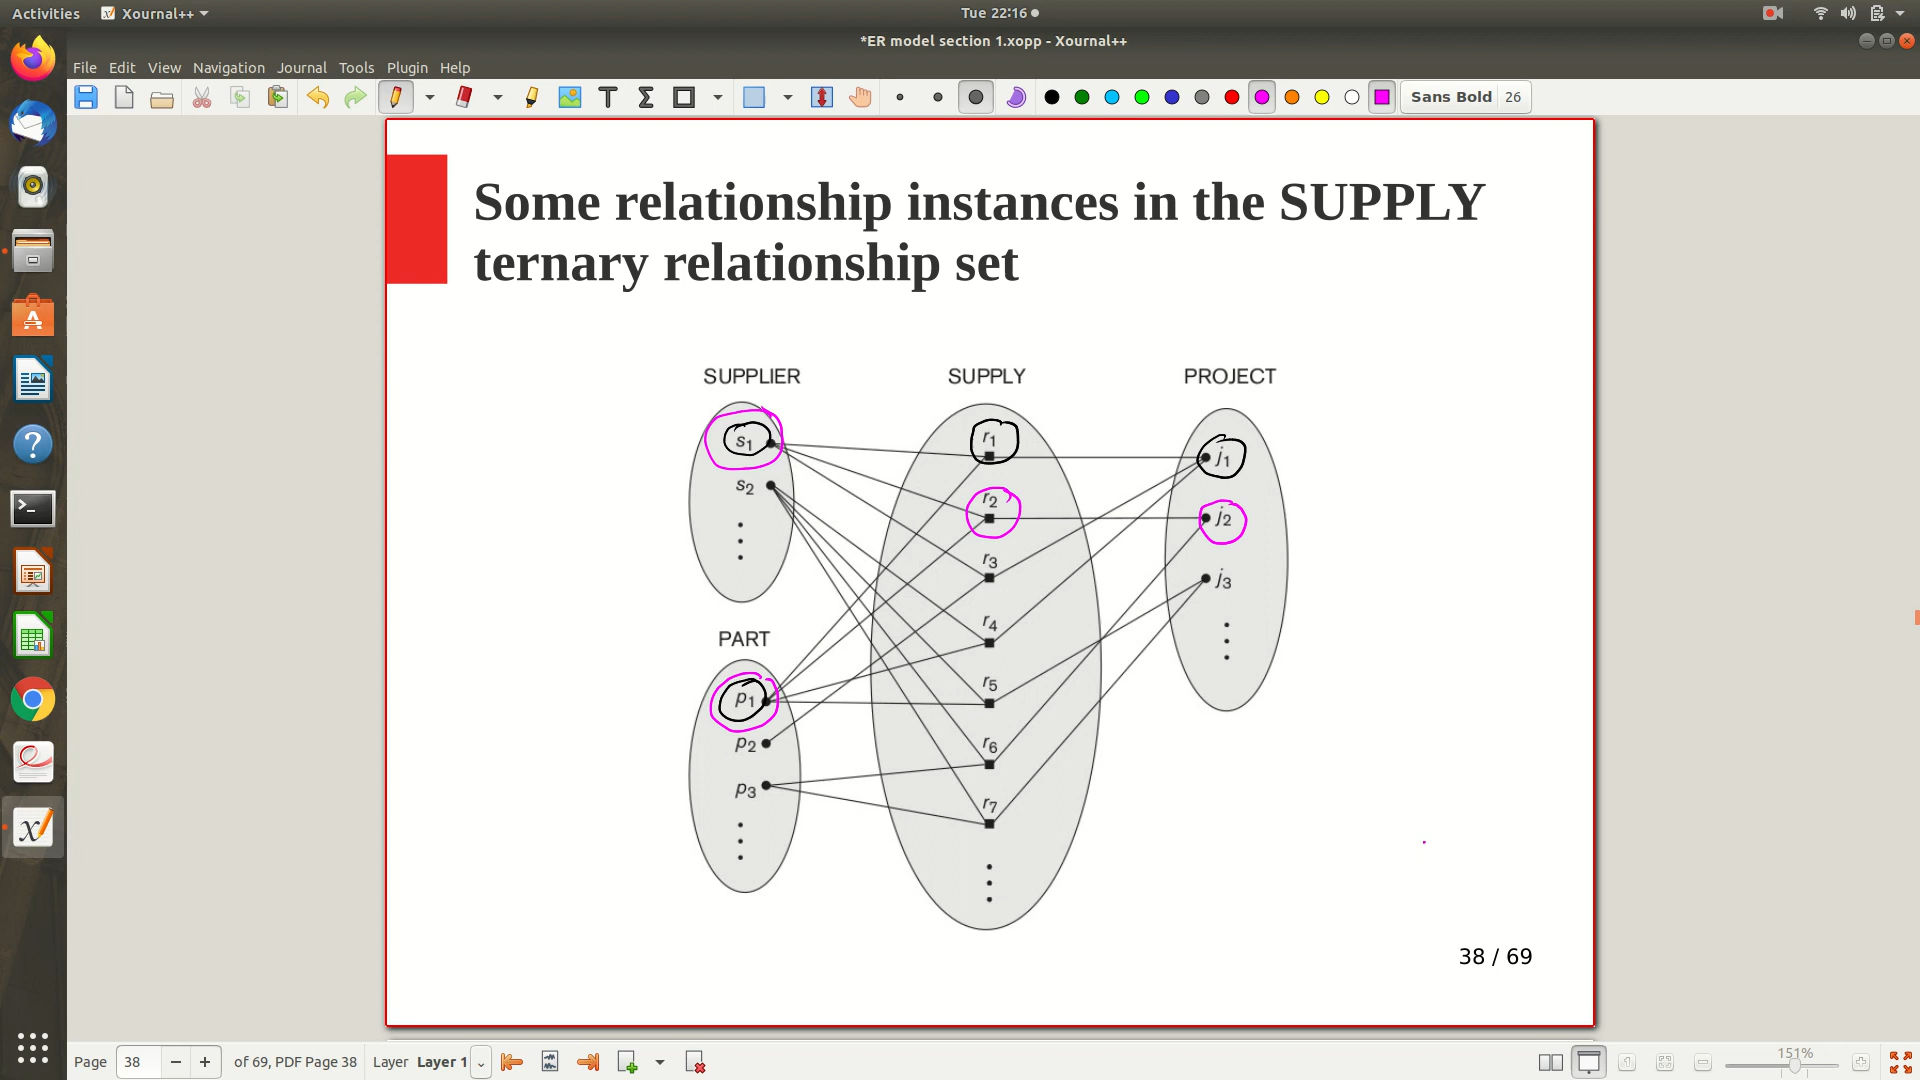 Activities Xournal++ Tue 22:16
*ER model section 1.xopp - Xournal++
File Edit View Navigation Journal Tools Plugin Help
Sans Bold 26
Some relationship instances in the SUPPLY
ternary relationship set
SUPPLIER SUPPLY PROJECT
s1 r1 j1
s2 r2 j2
r3 j3
r4
PART
p1 r5
p2 r6
p3 r7
38 / 69
Page 38 of 69, PDF Page 38 Layer Layer 1 151%